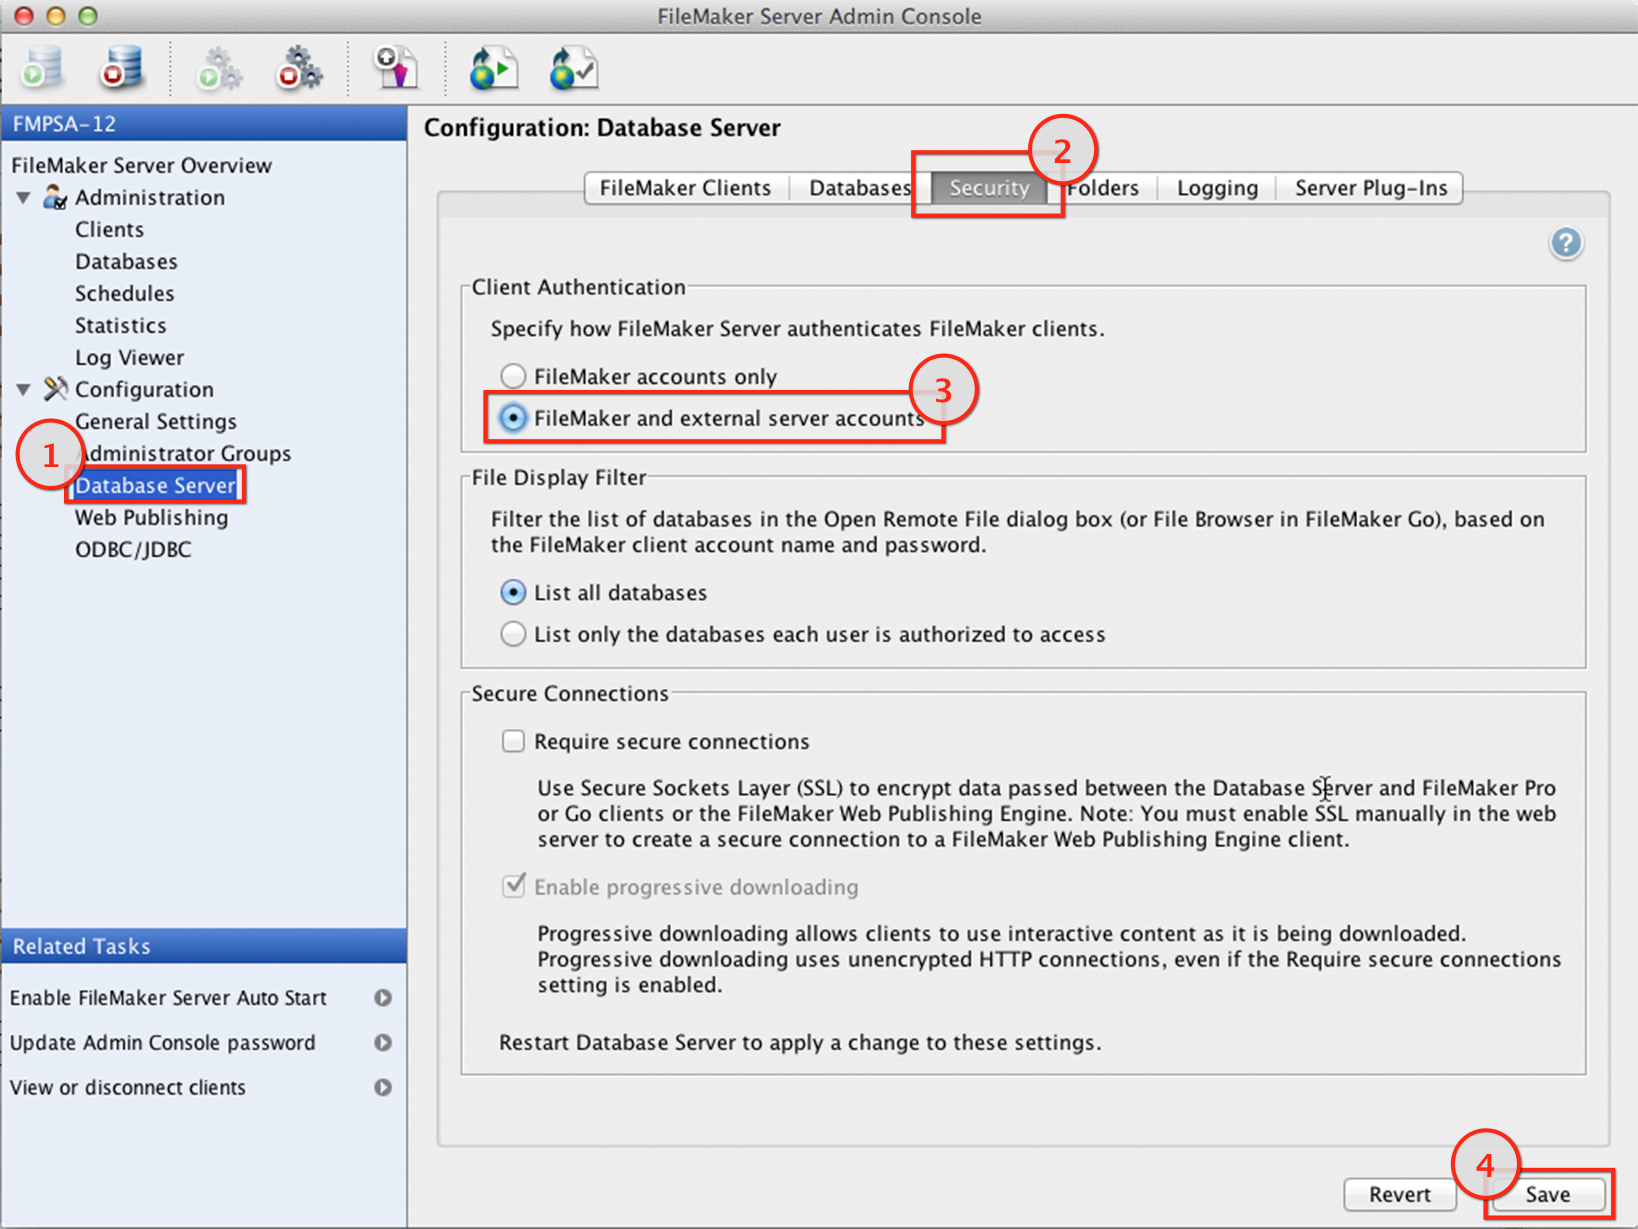 FileMaker Server Admin Console
FMPSA-12
FileMaker Server Overview
Administration
Clients
Databases
Schedules
Statistics
Log Viewer
Configuration
General Settings
1
Administrator Groups
Database Server
Web Publishing
ODBC/JDBC
Related Tasks
Enable FileMaker Server Auto Start
Update Admin Console password
View or disconnect clients
Configuration: Database Server
2
FileMaker Clients Databases Security Folders Logging Server Plug-Ins
?
Client Authentication
Specify how FileMaker Server authenticates FileMaker clients.
FileMaker accounts only
3
FileMaker and external server accounts
File Display Filter
Filter the list of databases in the Open Remote File dialog box (or File Browser in FileMaker Go), based on
the FileMaker client account name and password.
List all databases
List only the databases each user is authorized to access
Secure Connections
Require secure connections
Use Secure Sockets Layer (SSL) to encrypt data passed between the Database Server and FileMaker Pro
or Go clients or the FileMaker Web Publishing Engine. Note: You must enable SSL manually in the web
server to create a secure connection to a FileMaker Web Publishing Engine client.
Enable progressive downloading
Progressive downloading allows clients to use interactive content as it is being downloaded.
Progressive downloading uses unencrypted HTTP connections, even if the Require secure connections
setting is enabled.
Restart Database Server to apply a change to these settings.
4
Revert Save